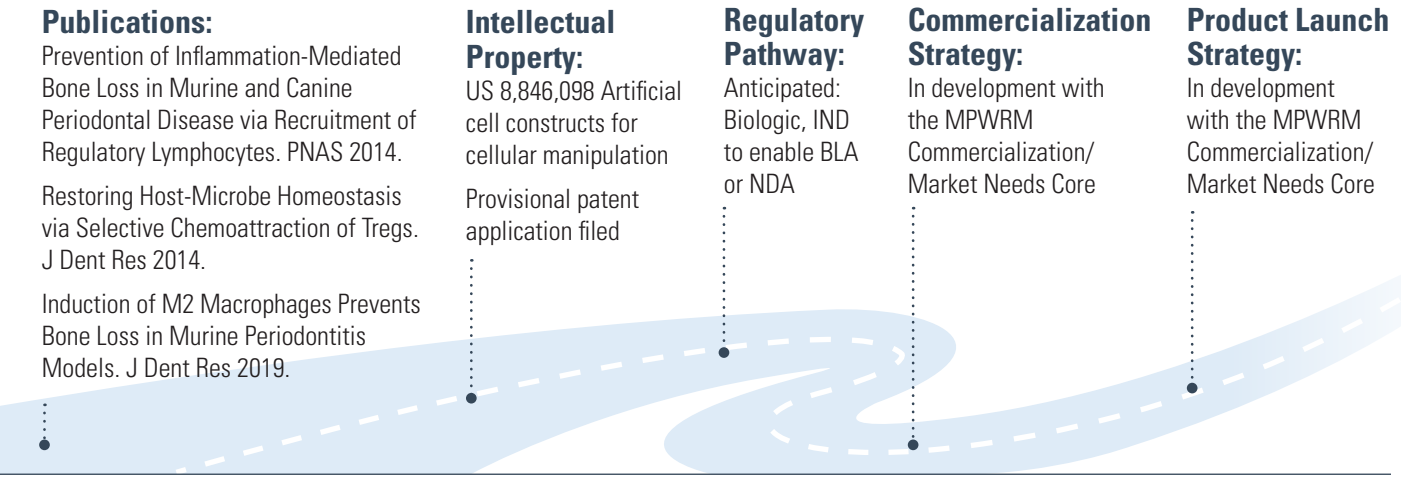 Publications:
Prevention of Inflammation-Mediated
Bone Loss in Murine and Canine
Periodontal Disease via Recruitment of
Regulatory Lymphocytes. PNAS 2014.
Restoring Host-Microbe Homeostasis
via Selective Chemoattraction of Tregs.
J Dent Res 2014.
Induction of M2 Macrophages Prevents
Bone Loss in Murine Periodontitis
Models. J Dent Res 2019.
Intellectual
Property:
US 8,846,098 Artificial
cell constructs for
cellular manipulation
Provisional patent
application filed
Regulatory
Pathway:
Anticipated:
Biologic, IND
to enable BLA
or NDA
Commercialization
Strategy:
In development with
the MPWRM
Commercialization/
Market Needs Core
Product Launch
Strategy:
In development
with the MPWRM
Commercialization/
Market Needs Core